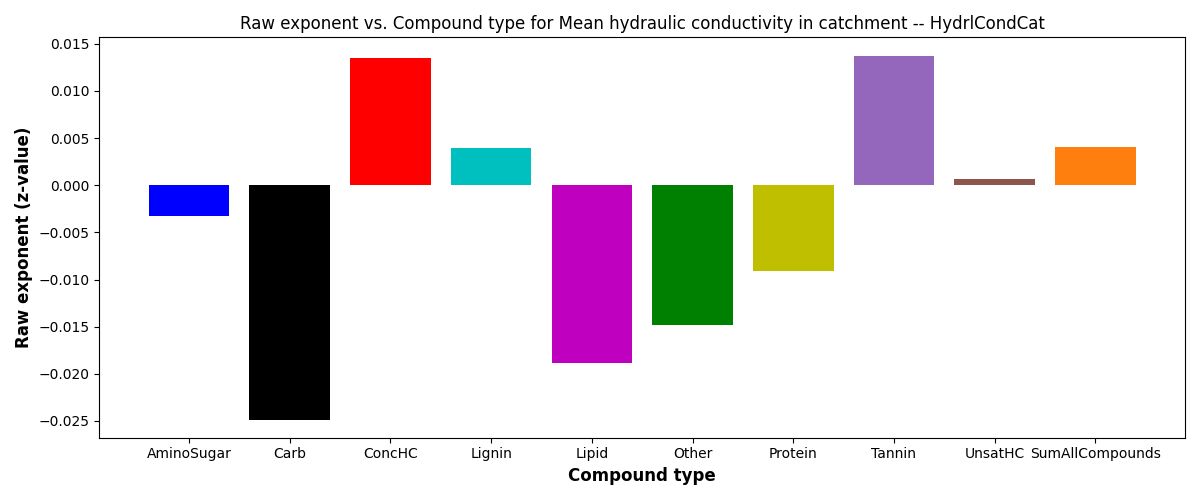 Raw exponent vs. Compound type for Mean hydraulic conductivity in catchment -- HydrlCondCat
Raw exponent (z-value)
0.015
0.010
0.005
0.000
−0.005
−0.010
−0.015
−0.020
−0.025
AminoSugar Carb ConcHC Lignin Lipid Other Protein Tannin UnsatHC SumAllCompounds
Compound type